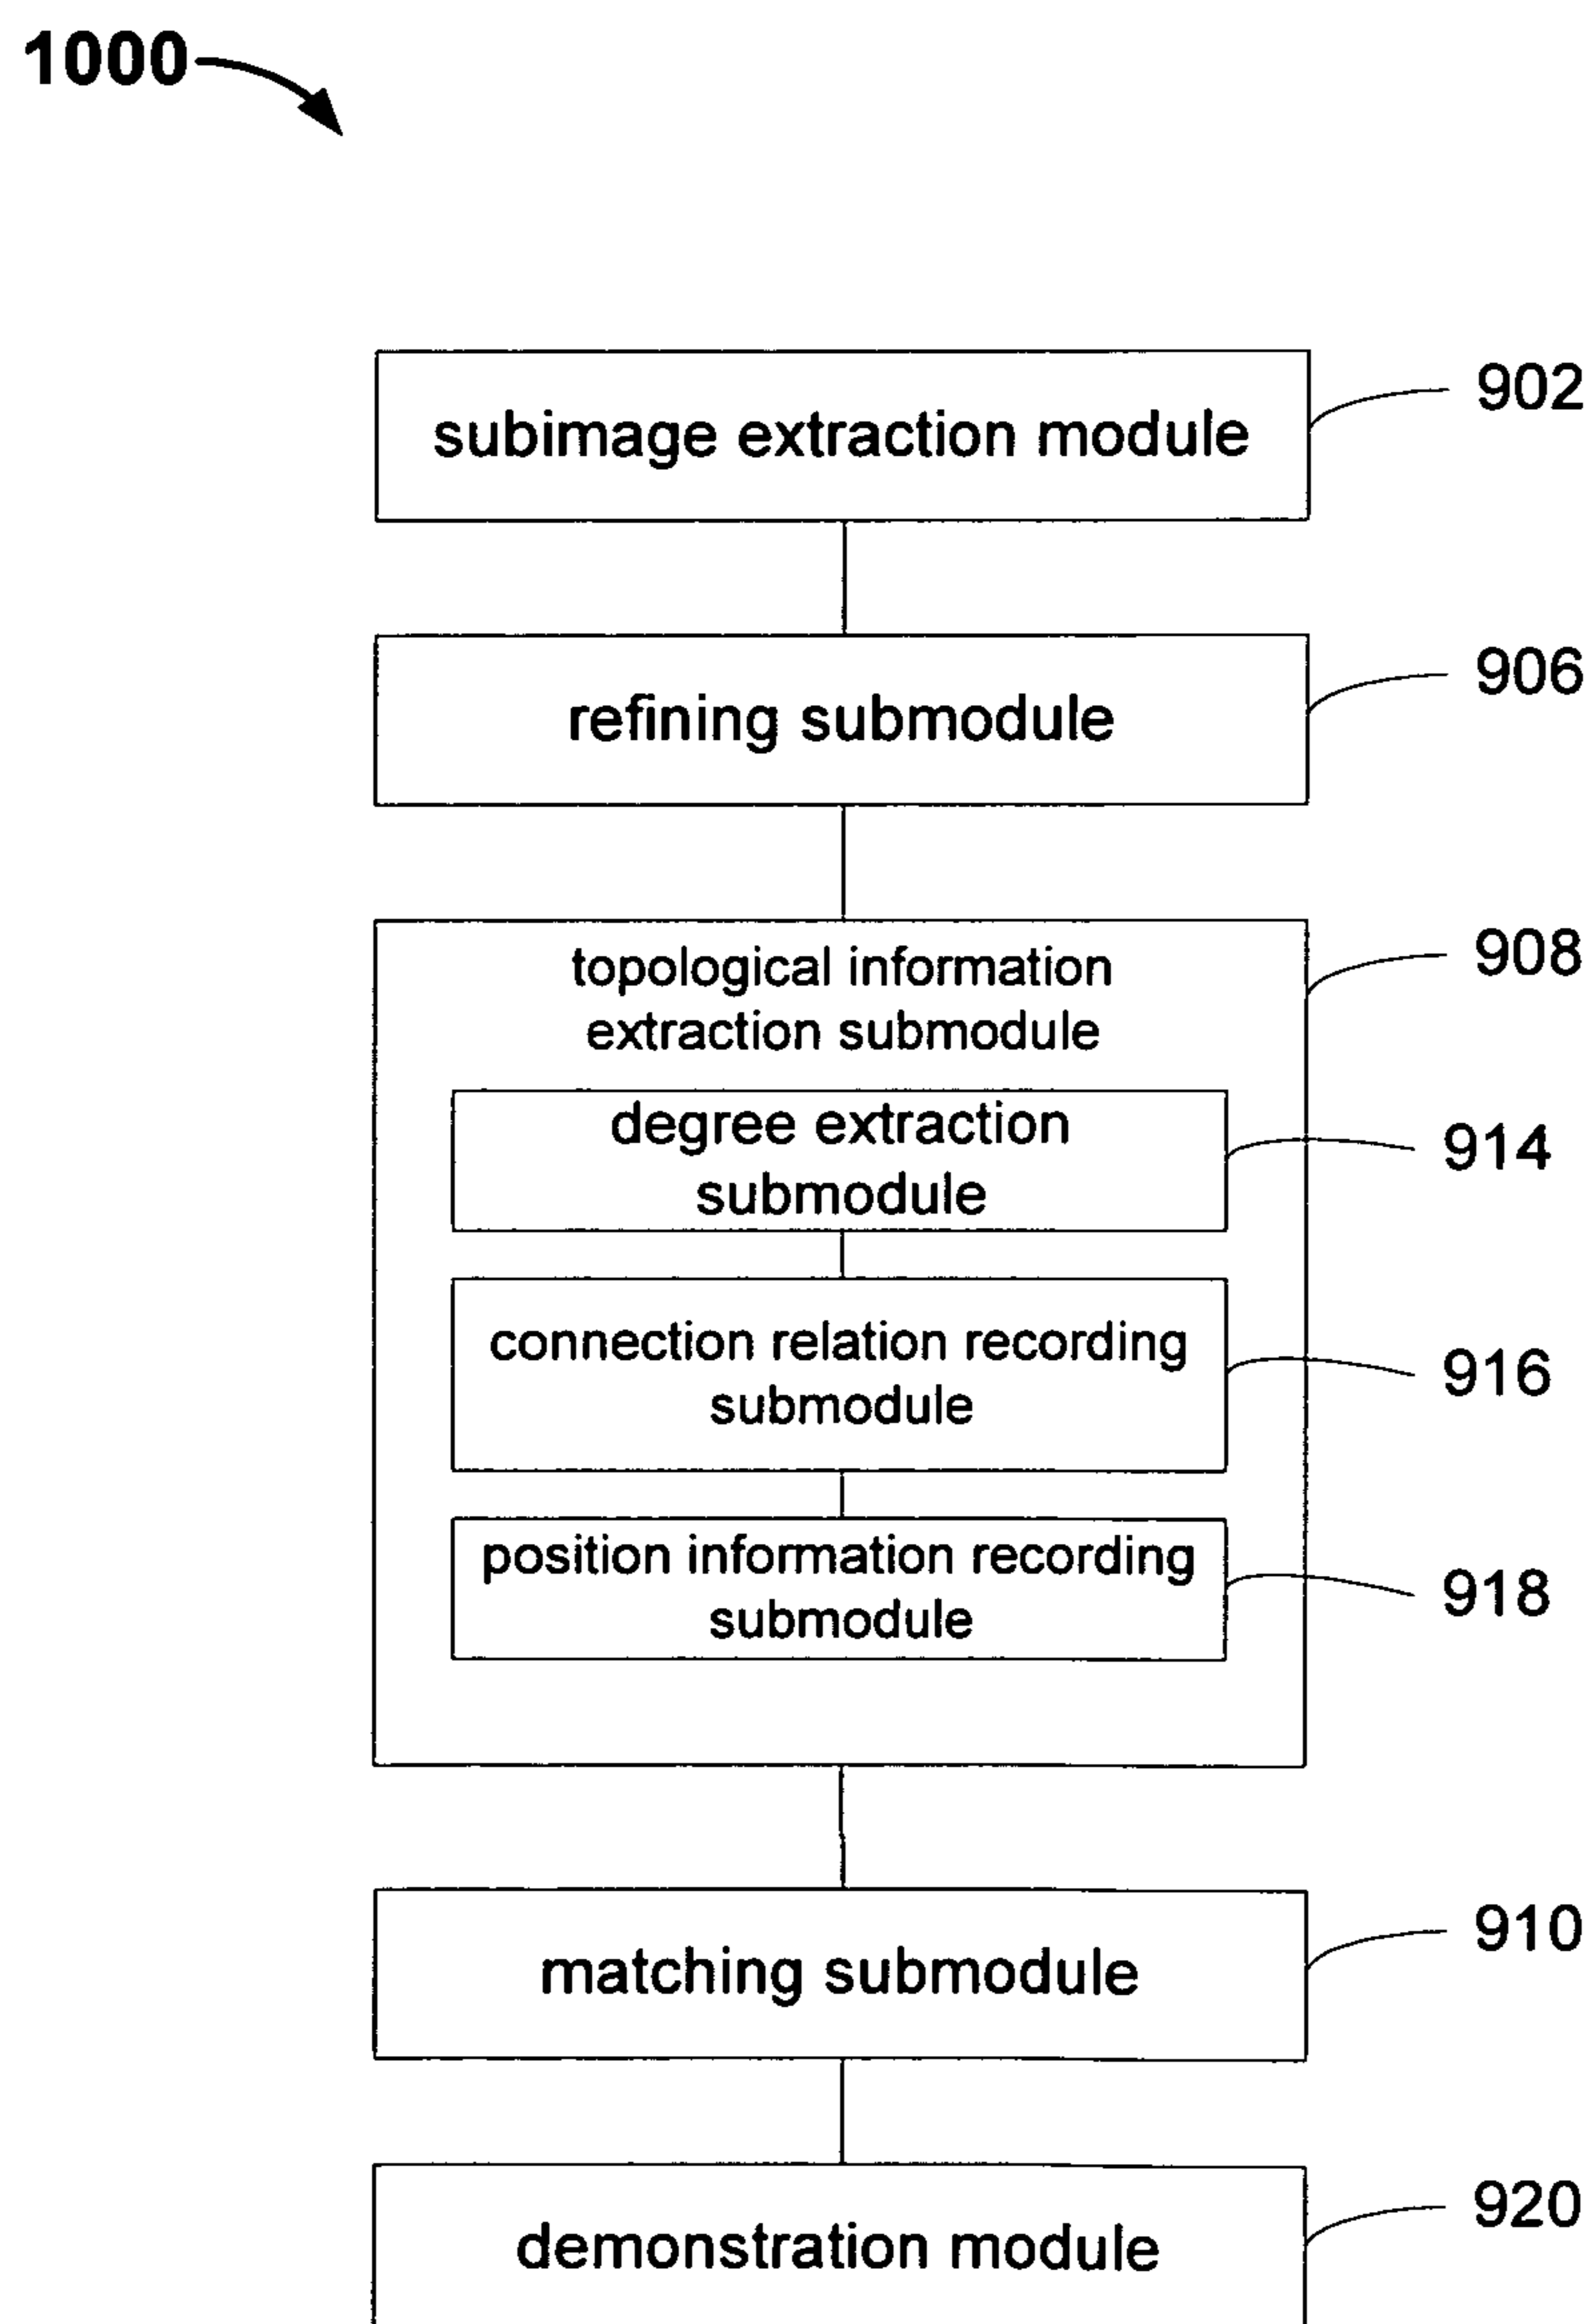 1000
subimage extraction module
902
refining submodule
906
topological information
extraction submodule
908
degree extraction
submodule
914
connection relation recording
submodule
916
position information recording
submodule
918
matching submodule
910
demonstration module
920